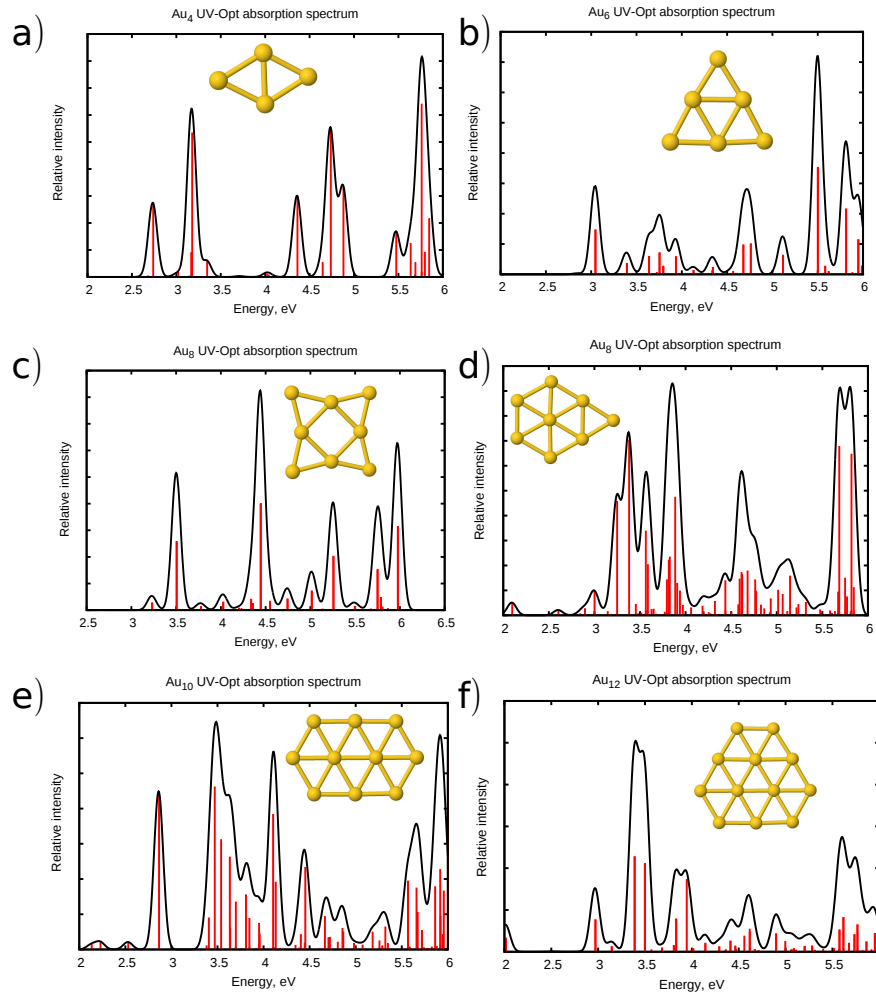 a)
Au4 UV-Opt absorption spectrum
Relative intensity
2 2.5 3 3.5 4 4.5 5 5.5 6
Energy, eV
b)
Au6 UV-Opt absorption spectrum
Relative intensity
2 2.5 3 3.5 4 4.5 5 5.5 6
Energy, eV
c)
Au8 UV-Opt absorption spectrum
Relative intensity
2.5 3 3.5 4 4.5 5 5.5 6 6.5
Energy, eV
d)
Au8 UV-Opt absorption spectrum
Relative intensity
2 2.5 3 3.5 4 4.5 5 5.5 6
Energy, eV
e)
Au10 UV-Opt absorption spectrum
Relative intensity
2 2.5 3 3.5 4 4.5 5 5.5 6
Energy, eV
f)
Au12 UV-Opt absorption spectrum
Relative intensity
2 2.5 3 3.5 4 4.5 5 5.5
Energy, eV